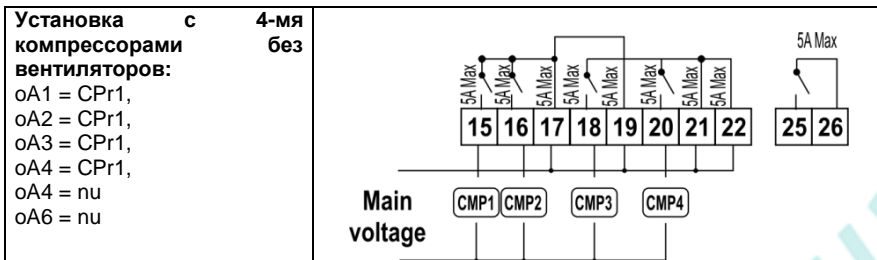 Установка с 4-мя
компрессорами без
вентиляторов:
oA1 = CPr1,
oA2 = CPr1,
oA3 = CPr1,
oA4 = CPr1,
oA4 = nu
oA6 = nu
5A Max
5A Max
5A Max
5A Max
5A Max
5A Max
5A Max
5A Max
5A Max
15 16 17 18 19 20 21 22 25 26
Main
voltage
CMP1 CMP2 CMP3 CMP4